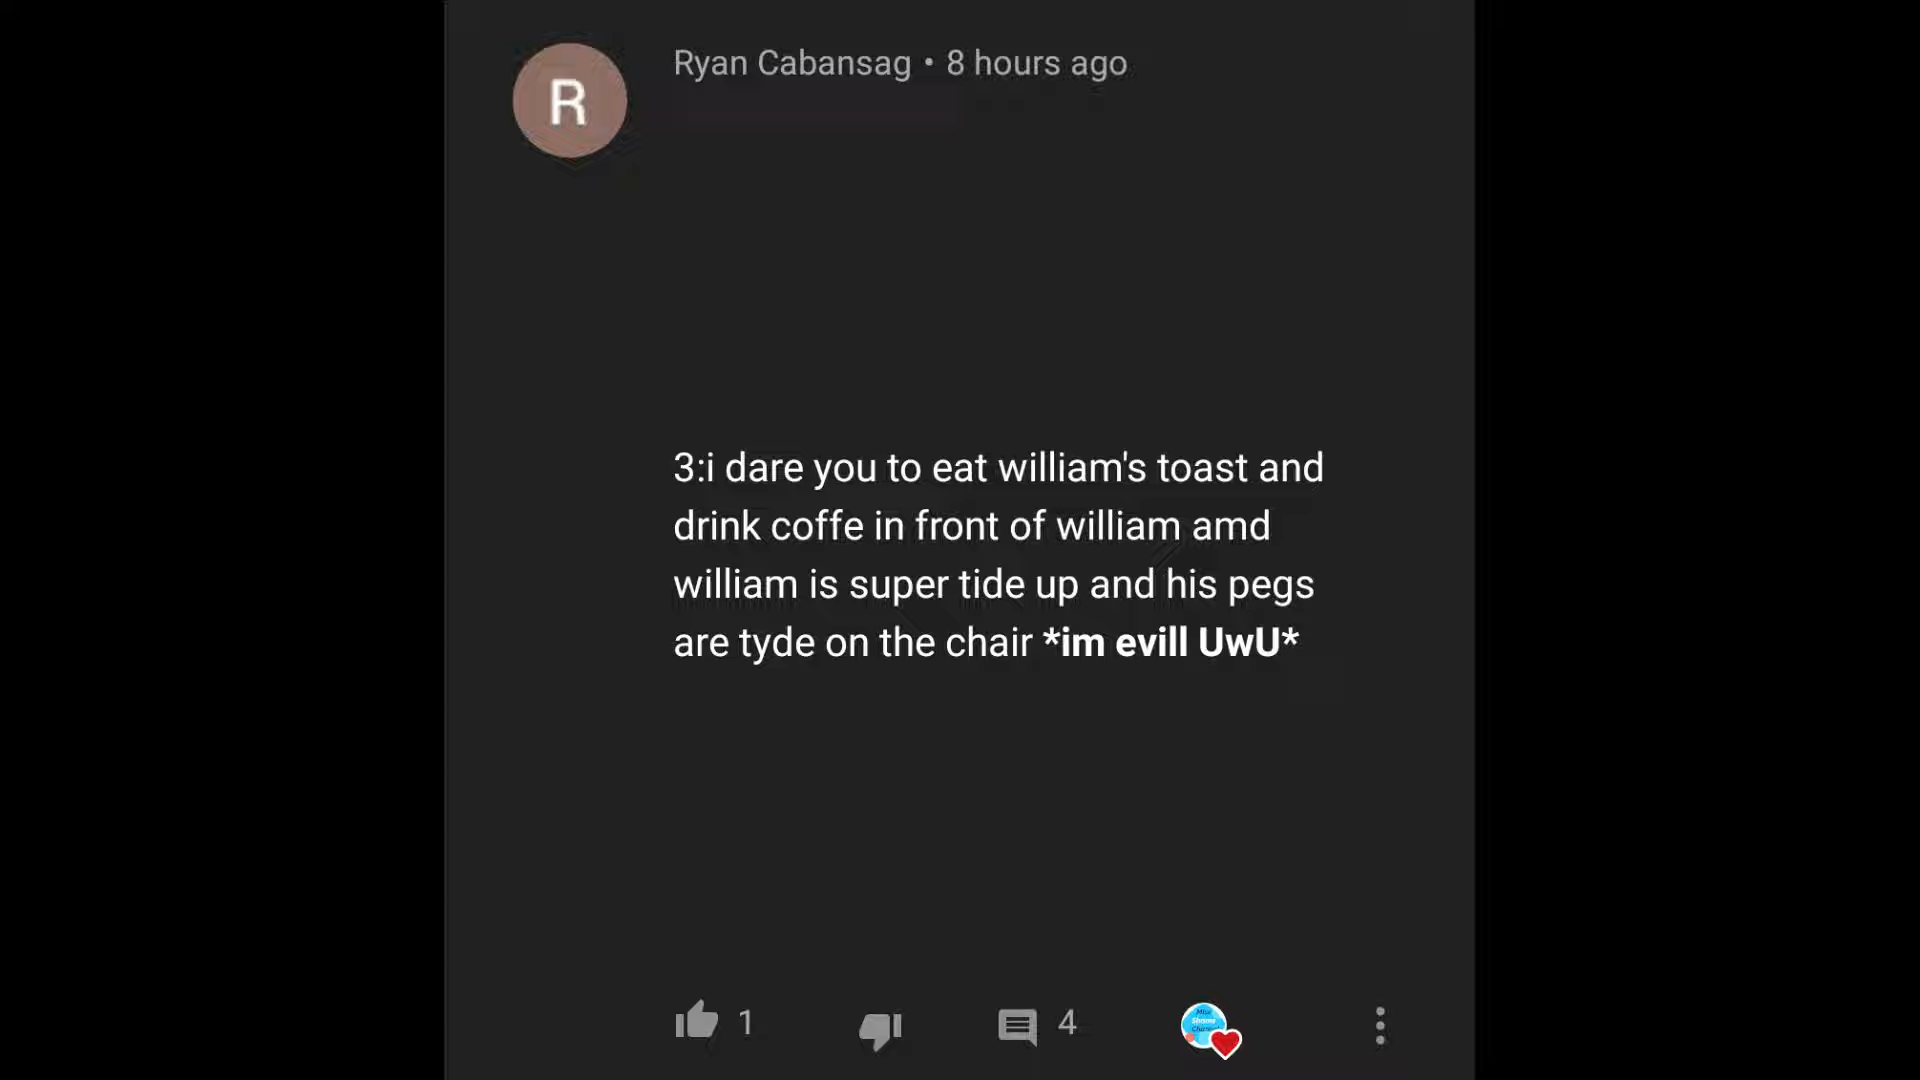 Ryan Cabansag • 8 hours ago
R
3:i dare you to eat william's toast and
drink coffe in front of william amd
william is super tide up and his pegs
are tyde on the chair *im evill UwU*
1
4